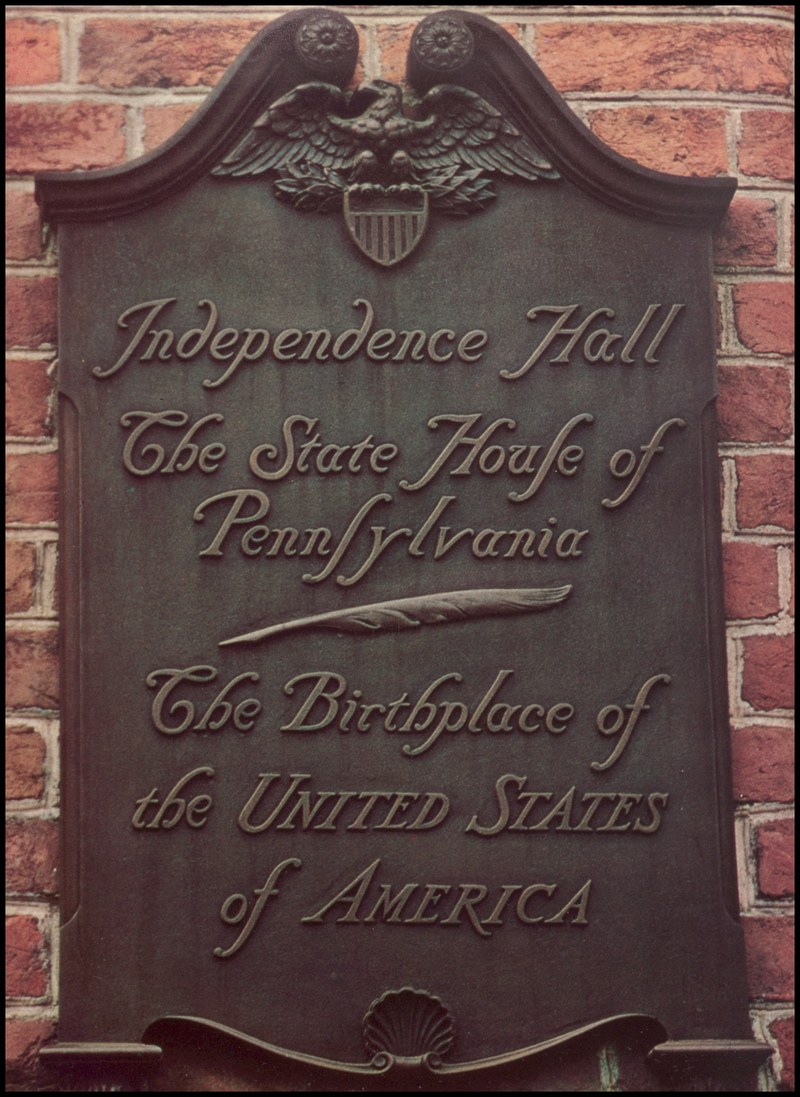 Independence Hall
The State Houſe of
Pennſylvania
The Birthplace of
the UNITED STATES
of AMERICA